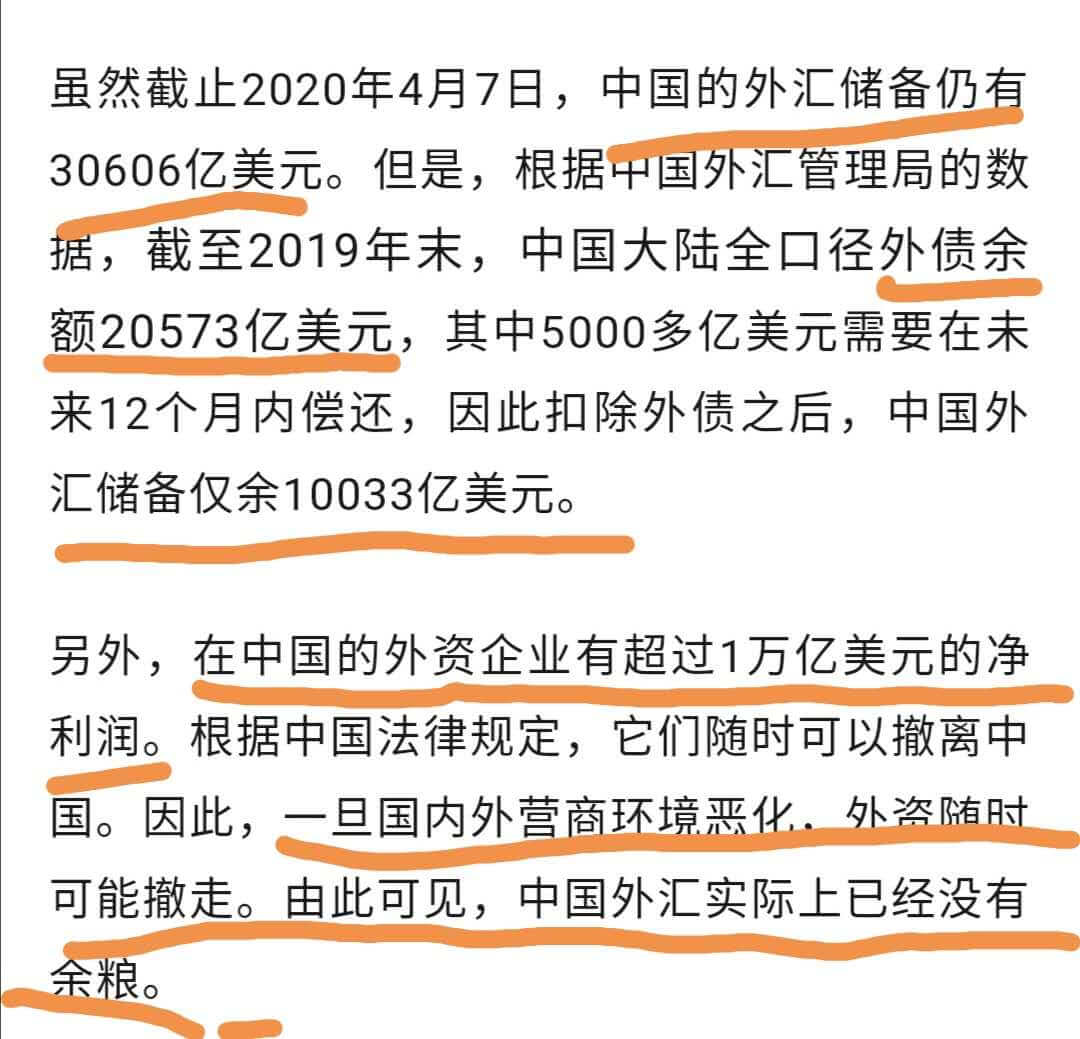 虽然截止2020年4月7日，中国的外汇储备仍有
30606亿美元。但是，根据中国外汇管理局的数
据，截至2019年末，中国大陆全口径外债余
额20573亿美元，其中5000多亿美元需要在未
来12个月内偿还，因此扣除外债之后，中国外
汇储备仅余10033亿美元。
另外，在中国的外资企业有超过1万亿美元的净
利润。根据中国法律规定，它们随时可以撤离中
国。因此，一旦国内外营商环境恶化，外资随时
可能撤走。由此可见，中国外汇实际上已经没有
余粮。